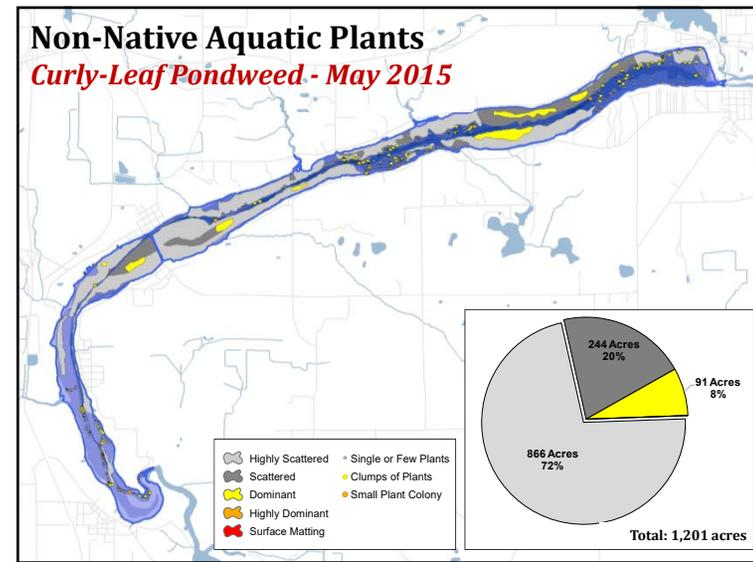 Non-Native Aquatic Plants
Curly-Leaf Pondweed - May 2015
244 Acres
20%
91 Acres
8%
866 Acres
72%
Total: 1,201 acres
Highly Scattered
Scattered
Dominant
Highly Dominant
Surface Matting
Single or Few Plants
Clumps of Plants
Small Plant Colony